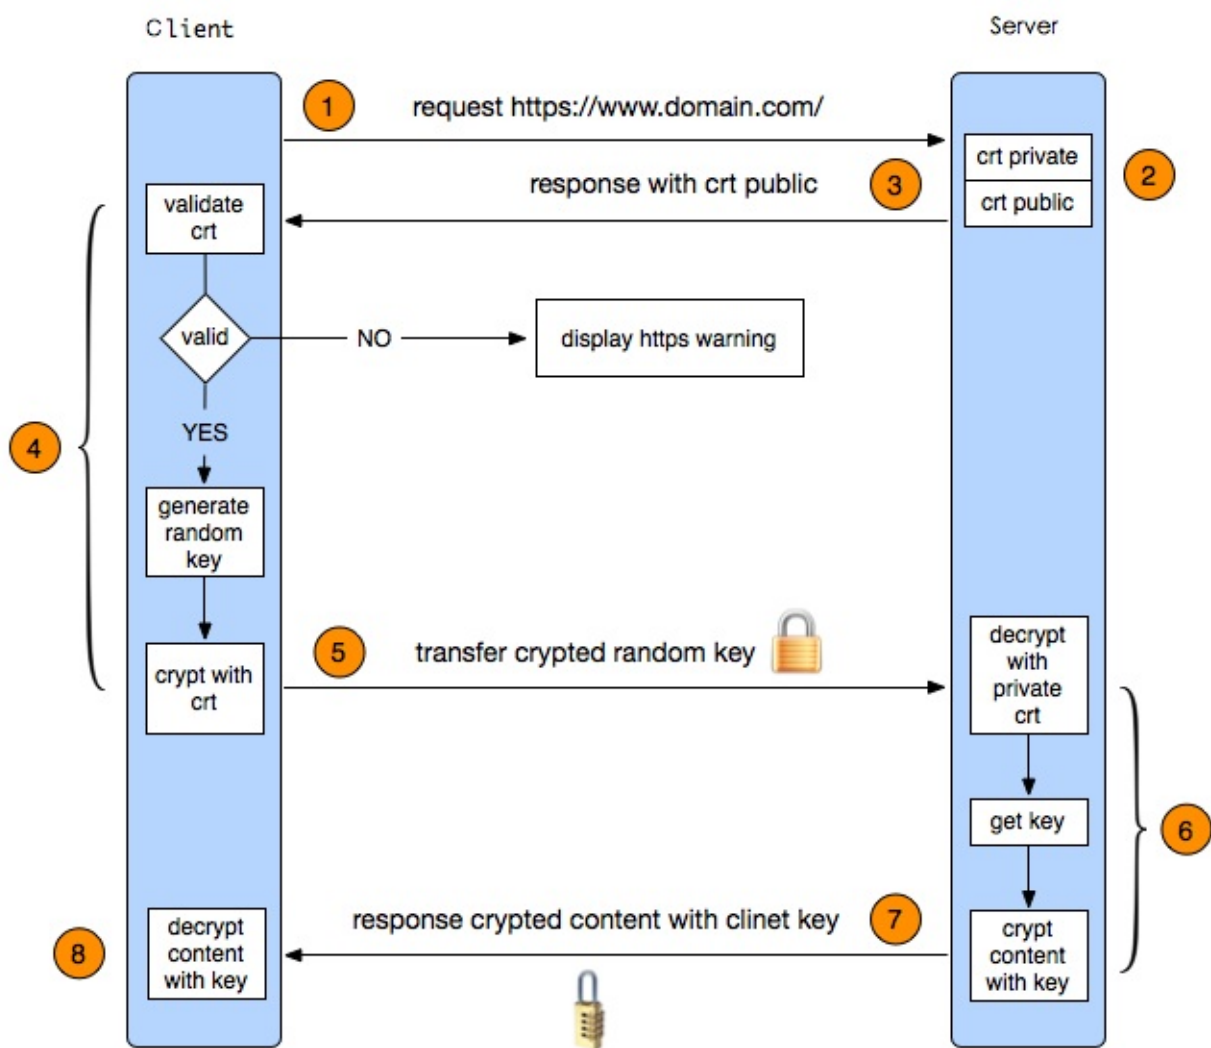 Client
Server
1
request https://www.domain.com/
crt private
2
response with crt public
3
crt public
validate
crt
valid
NO
display https warning
4
YES
generate
random
key
5
transfer crypted random key
decrypt
with
private
crt
crypt with
crt
get key
6
response crypted content with clinet key
7
8
decrypt
content
with key
crypt
content
with key